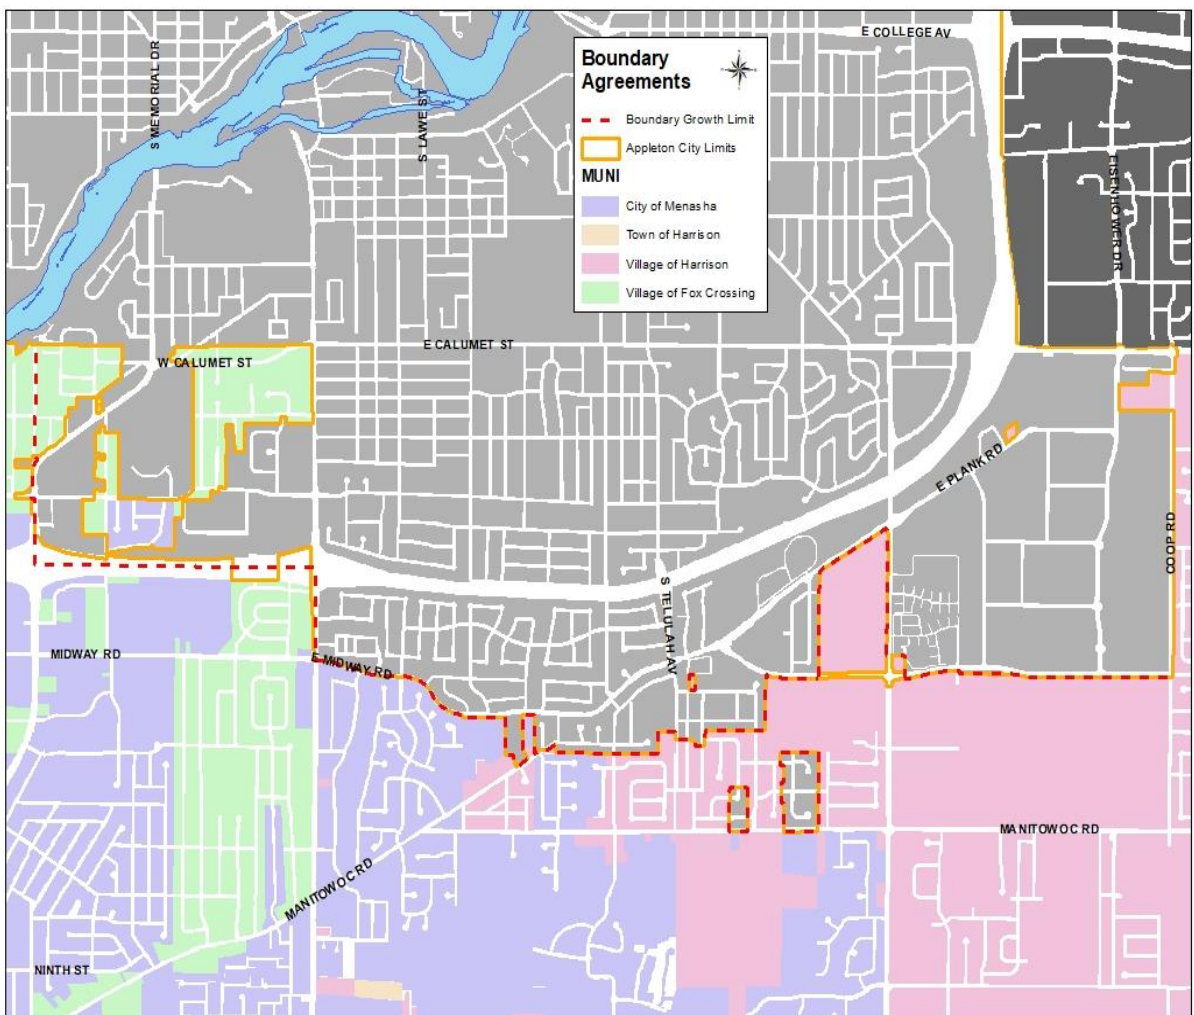 E COLLEGE AV
S MEMORIAL DR
S LAWE ST
Boundary
Agreements
Boundary Growth Limit
Appleton City Limits
MUNI
City of Menasha
Town of Harrison
Village of Harrison
Village of Fox Crossing
EISENHOWER DR
W CALUMET ST
E CALUMET ST
E PLANK RD
COOP RD
S TELULAH AV
MIDWAY RD
E MIDWAY RD
MANITOWOC RD
MANITOWOC RD
NINTH ST